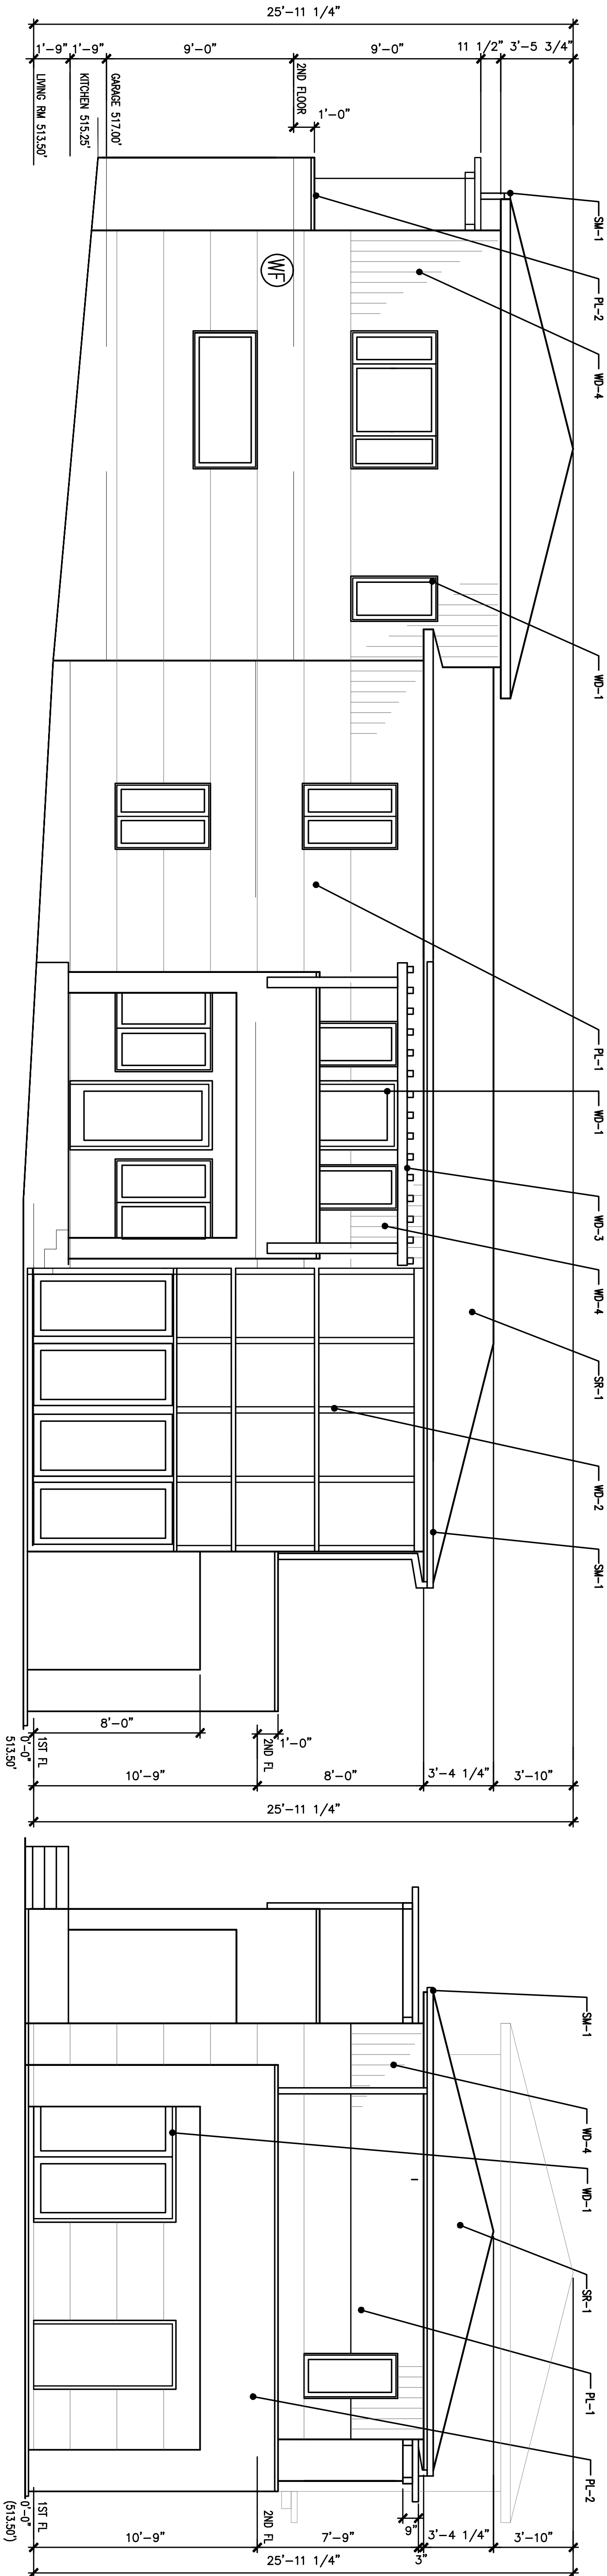 25'-11 1/4"
1'-9"
1'-9"
9'-0"
9'-0"
11 1/2"
3'-5 3/4"
LIVING RM 513.50'
KITCHEN 515.25'
GARAGE 517.00'
2ND FLOOR
1'-0"
SM-1
PL-2
WD-4
WF
WD-1
PL-1
WD-1
WD-3
WD-4
SR-1
WD-2
SM-1
8'-0"
1'-0"
2ND FL
1ST FL
0'-0"
513.50'
10'-9"
8'-0"
3'-4 1/4"
3'-10"
25'-11 1/4"
SM-1
WD-4
WD-1
SR-1
PL-1
PL-2
9"
2ND FL
1ST FL
0'-0"
(513.50')
10'-9"
7'-9"
3"
3'-4 1/4"
3'-10"
25'-11 1/4"